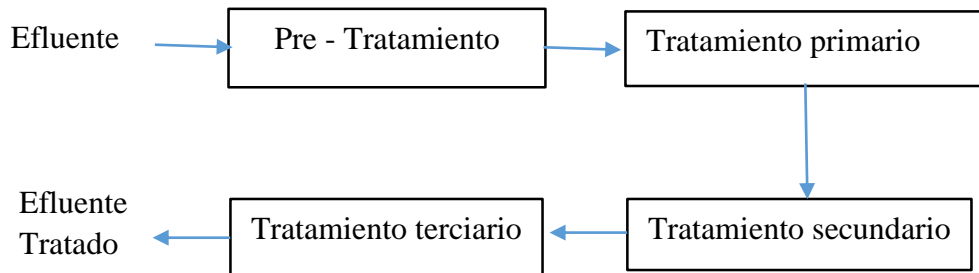 Efluente
Pre - Tratamiento
Tratamiento primario
Tratamiento secundario
Tratamiento terciario
Efluente
Tratado